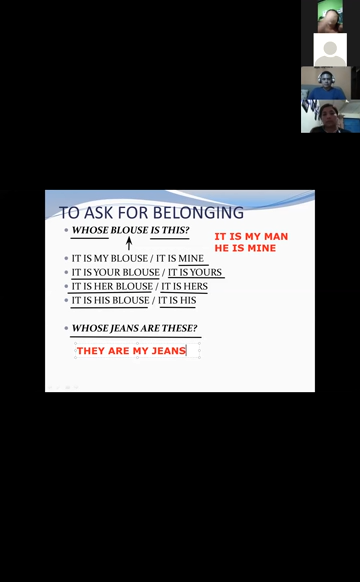 TO ASK FOR BELONGING
WHOSE BLOUSE IS THIS?
IT IS MY MAN
HE IS MINE
IT IS MY BLOUSE / IT IS MINE
IT IS YOUR BLOUSE / IT IS YOURS
IT IS HER BLOUSE / IT IS HERS
IT IS HIS BLOUSE / IT IS HIS
WHOSE JEANS ARE THESE?
THEY ARE MY JEANS